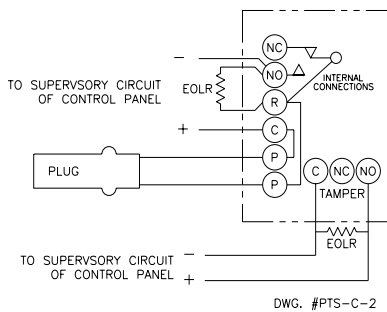 NC
−
NO
INTERNAL
CONNECTIONS
TO SUPERVSORY CIRCUIT
OF CONTROL PANEL
EOLR
R
+
C
P
PLUG
P
C NC NO
TAMPER
EOLR
TO SUPERVSORY CIRCUIT −
OF CONTROL PANEL
+
DWG. #PTS-C-2